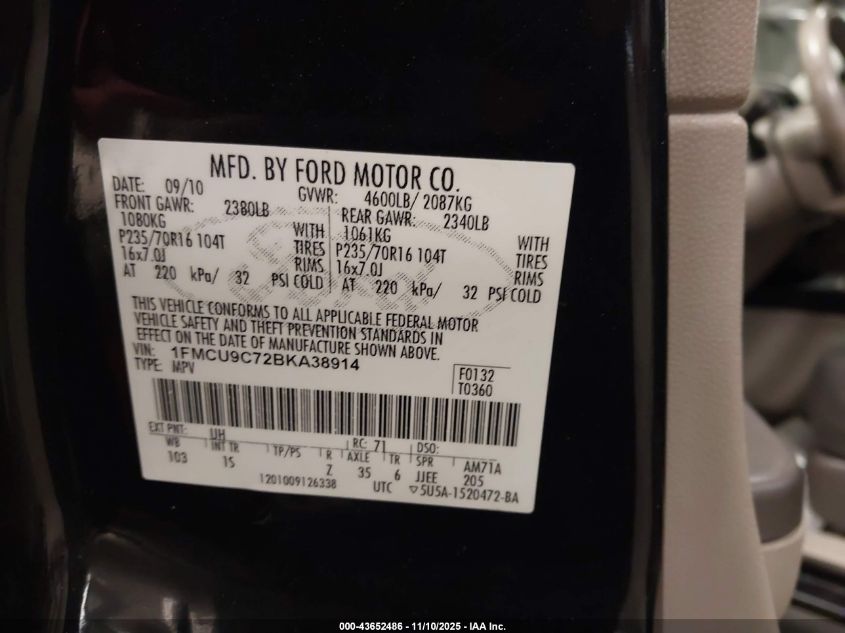 MFD. BY FORD MOTOR CO.
DATE: 09/10 GVWR: 4600LB/ 2087KG
FRONT GAWR: 2380LB REAR GAWR: 2340LB
1080KG WITH 1061KG WITH
P235/70R16 104T TIRES P235/70R16 104T TIRES
16x7.0J RIMS 16x7.0J RIMS
AT 220 kPa/ 32 PSI COLD AT 220 kPa/ 32 PSI COLD
THIS VEHICLE CONFORMS TO ALL APPLICABLE FEDERAL MOTOR
VEHICLE SAFETY AND THEFT PREVENTION STANDARDS IN
EFFECT ON THE DATE OF MANUFACTURE SHOWN ABOVE.
VIN: 1FMCU9C72BKA38914
TYPE: MPV
F0132
T0360
EXT PNT: UH RC: 71 DSO:
WB INT TR TP/PS R AXLE TR SPR AM71A
103 1S Z 35 6 JJEE 205
1201009126338 UTC ▽5U5A-1520472-BA
000-43652486 - 11/10/2025 - IAA Inc.